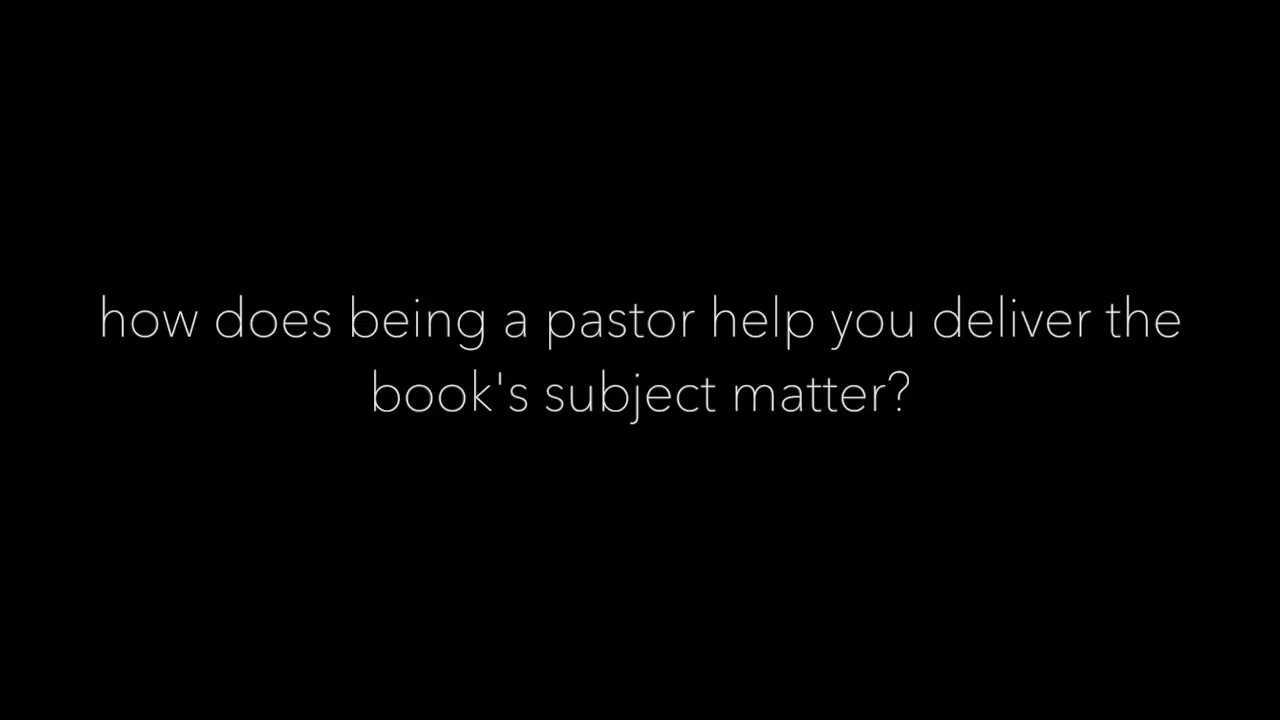 how does being a pastor help you deliver the
book's subject matter?